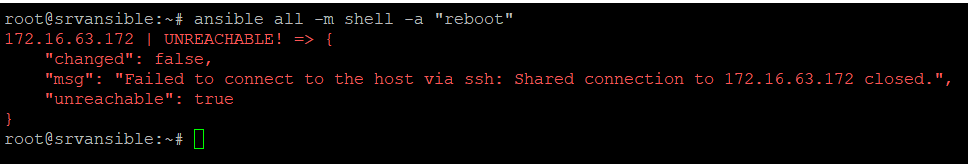 root@srvansible:~# ansible all -m shell -a "reboot"
172.16.63.172 | UNREACHABLE! => {
    "changed": false,
    "msg": "Failed to connect to the host via ssh: Shared connection to 172.16.63.172 closed.",
    "unreachable": true
}
root@srvansible:~#